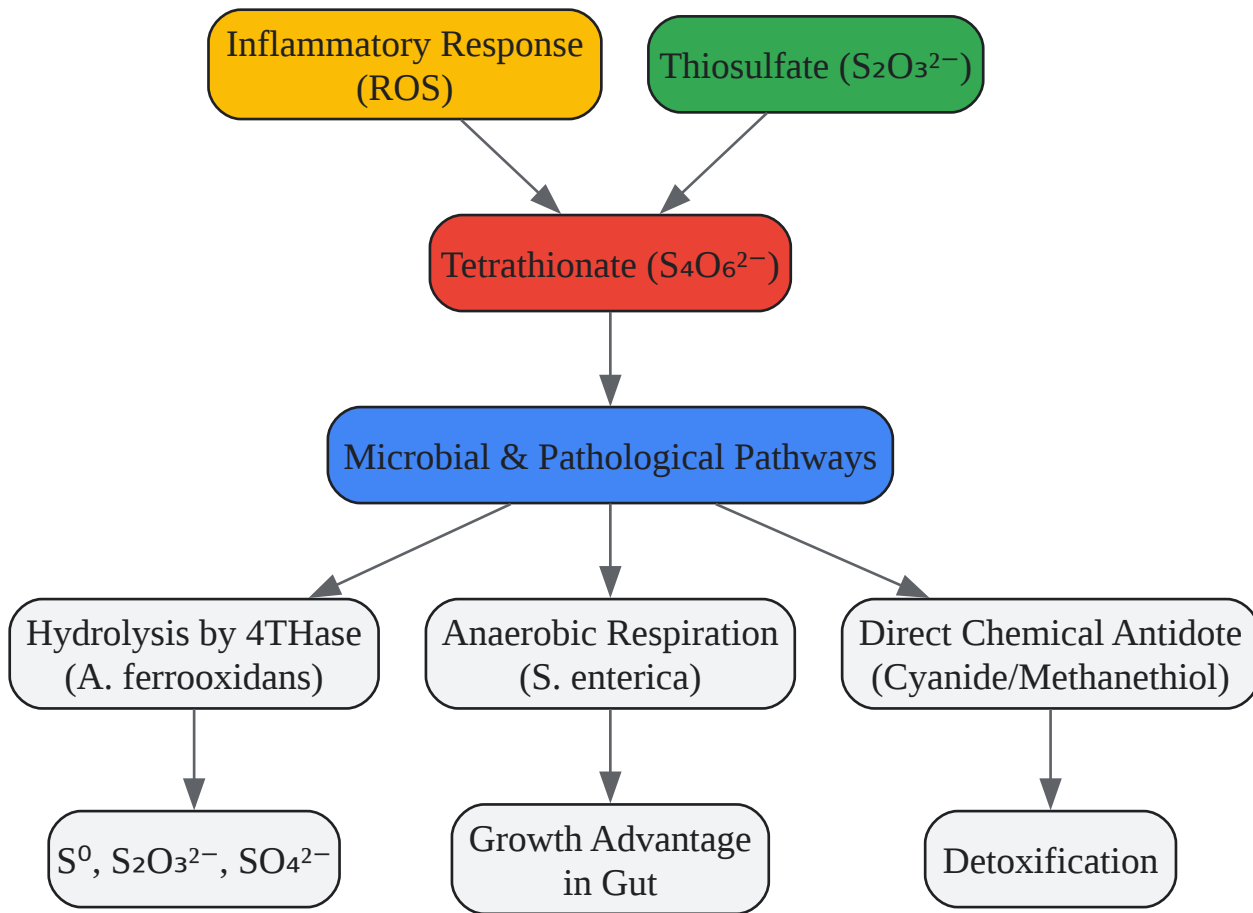 Inflammatory Response
(ROS)
Thiosulfate (S₂O₃²⁻)
Tetrathionate (S₄O₆²⁻)
Microbial & Pathological Pathways
Hydrolysis by 4THase
(A. ferrooxidans)
Anaerobic Respiration
(S. enterica)
Direct Chemical Antidote
(Cyanide/Methanethiol)
S⁰, S₂O₃²⁻, SO₄²⁻
Growth Advantage
in Gut
Detoxification